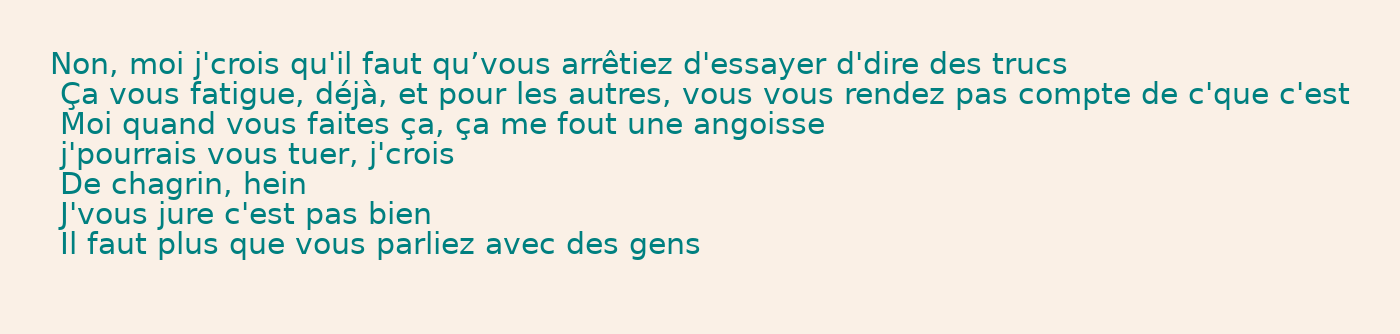 Non, moi j'crois qu'il faut qu’vous arrêtiez d'essayer d'dire des trucs
Ça vous fatigue, déjà, et pour les autres, vous vous rendez pas compte de c'que c'est
Moi quand vous faites ça, ça me fout une angoisse
j'pourrais vous tuer, j'crois
De chagrin, hein
J'vous jure c'est pas bien
Il faut plus que vous parliez avec des gens